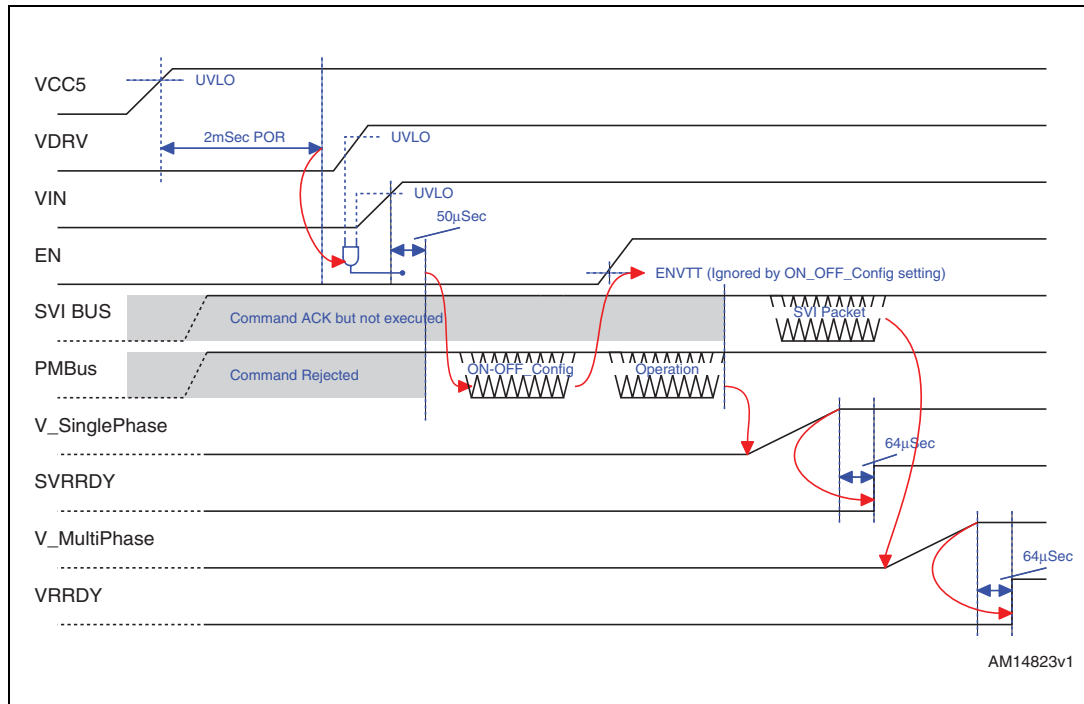 VCC5
UVLO
2mSec POR
VDRV
UVLO
VIN
UVLO
50μSec
EN
ENVTT (Ignored by ON_OFF_Config setting)
SVI BUS
Command ACK but not executed
SVI Packet
PMBus
Command Rejected
ON-OFF_Config
Operation
V_SinglePhase
64μSec
SVRRDY
V_MultiPhase
64μSec
VRRDY
AM14823v1